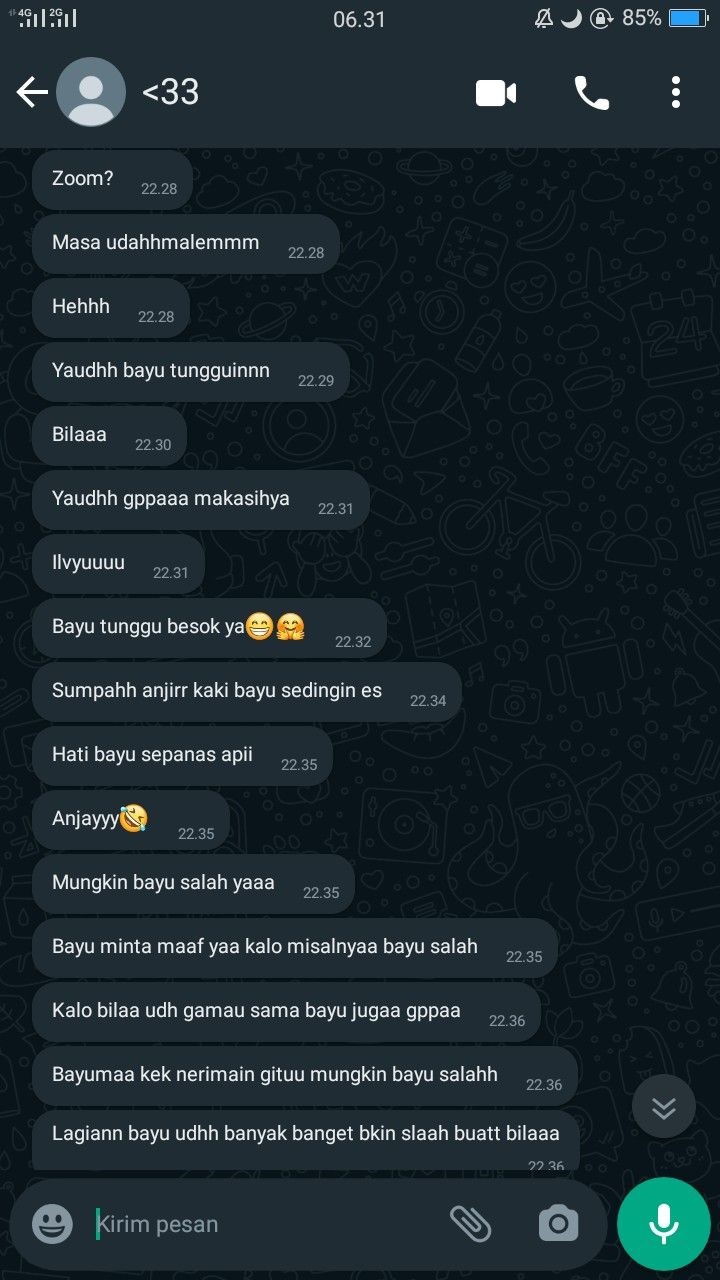 4G 2G 06.31 85%
<33
Zoom? 22.28
Masa udahhmalemmm 22.28
Hehhh 22.28
Yaudhh bayu tungguinnn 22.29
Bilaaa 22.30
Yaudhh gppaaa makasihya 22.31
Ilvyuuuu 22.31
Bayu tunggu besok ya😁🤗 22.32
Sumpahh anjirr kaki bayu sedingin es 22.34
Hati bayu sepanas apii 22.35
Anjayyy🤣 22.35
Mungkin bayu salah yaaa 22.35
Bayu minta maaf yaa kalo misalnyaa bayu salah 22.35
Kalo bilaa udh gamau sama bayu jugaa gppaa 22.36
Bayumaa kek nerimain gituu mungkin bayu salahh 22.36
Lagiann bayu udhh banyak banget bkin slaah buatt bilaaa 22.36
Kirim pesan